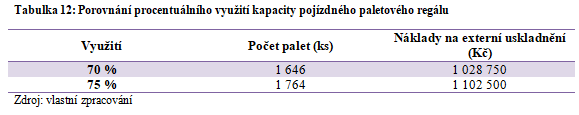 Tabulka 12: Porovnání procentuálního využití kapacity pojízdného paletového regálu
Využití Počet palet (ks) Náklady na externí uskladnění (Kč)
70 % 1 646 1 028 750
75 % 1 764 1 102 500
Zdroj: vlastní zpracování